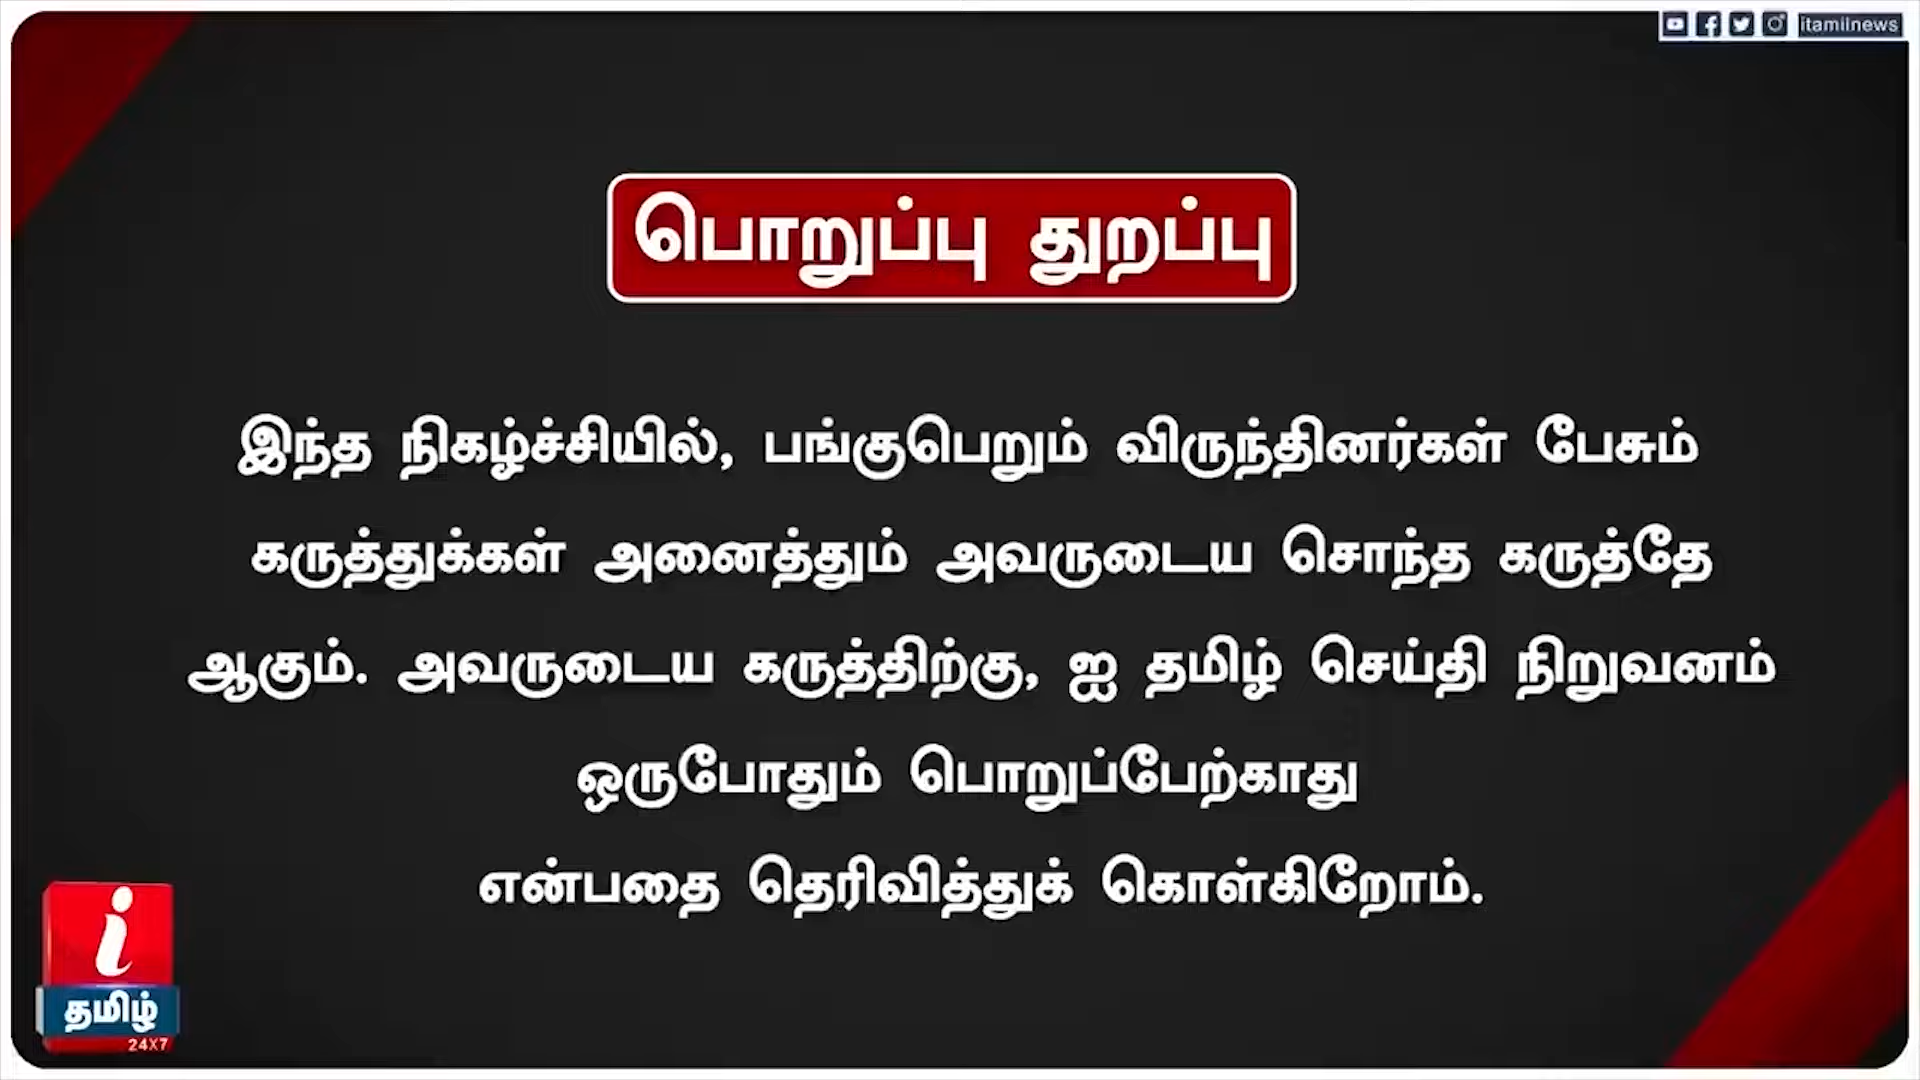 itamilnews
பொறுப்பு துறப்பு
இந்த நிகழ்ச்சியில், பங்குபெறும் விருந்தினர்கள் பேசும்
கருத்துக்கள் அனைத்தும் அவருடைய சொந்த கருத்தே
ஆகும். அவருடைய கருத்திற்கு, ஐ தமிழ் செய்தி நிறுவனம்
ஒருபோதும் பொறுப்பேற்காது
என்பதை தெரிவித்துக் கொள்கிறோம்.
i
தமிழ்
24X7